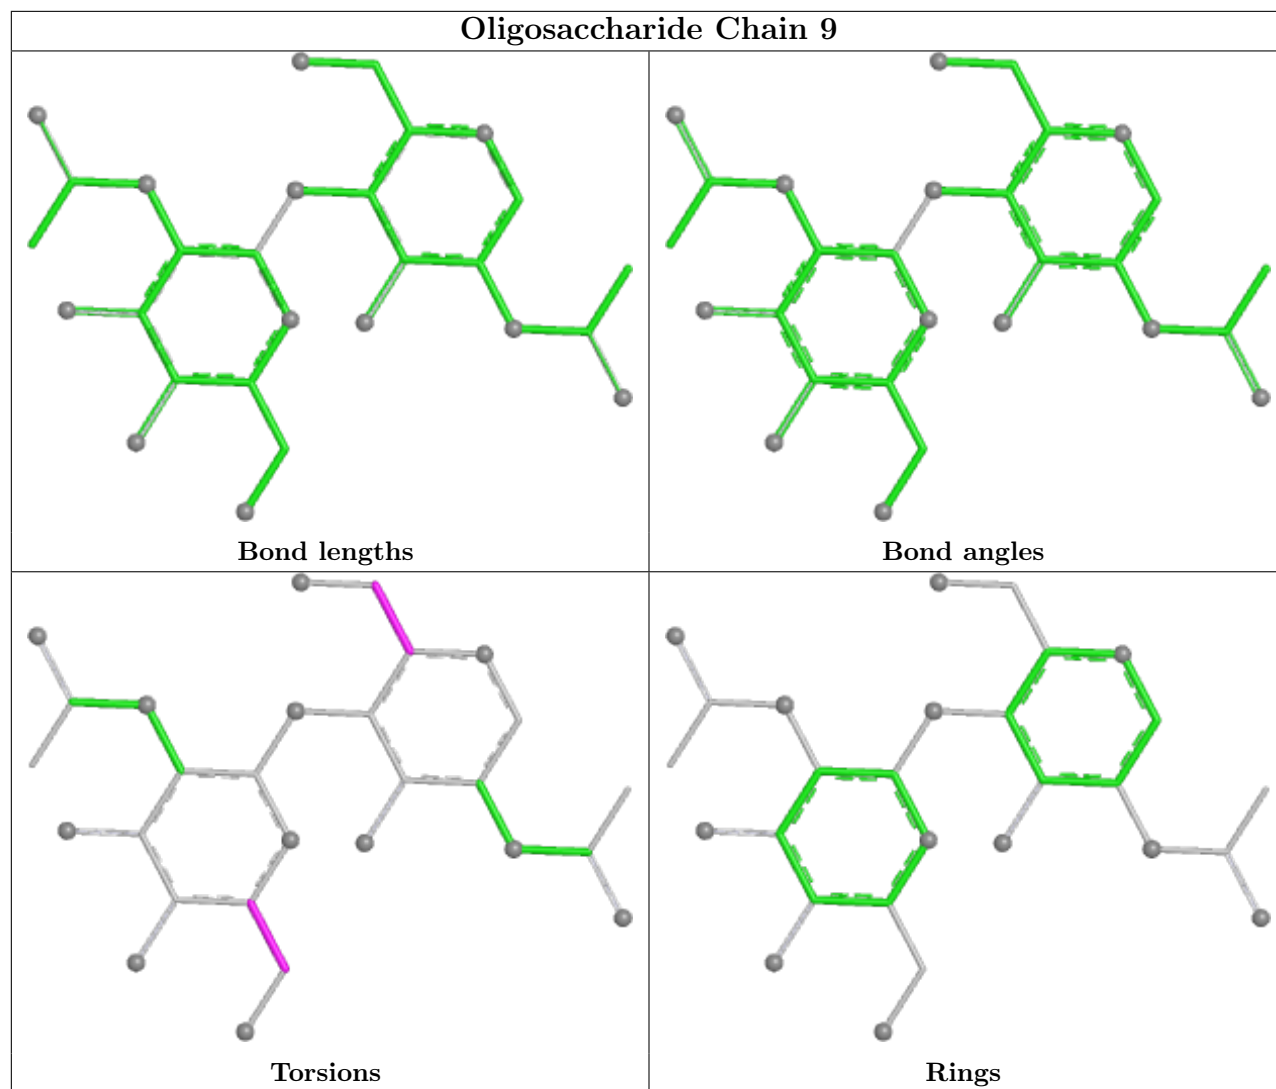 Oligosaccharide Chain 9
Bond lengths
Bond angles
Torsions
Rings